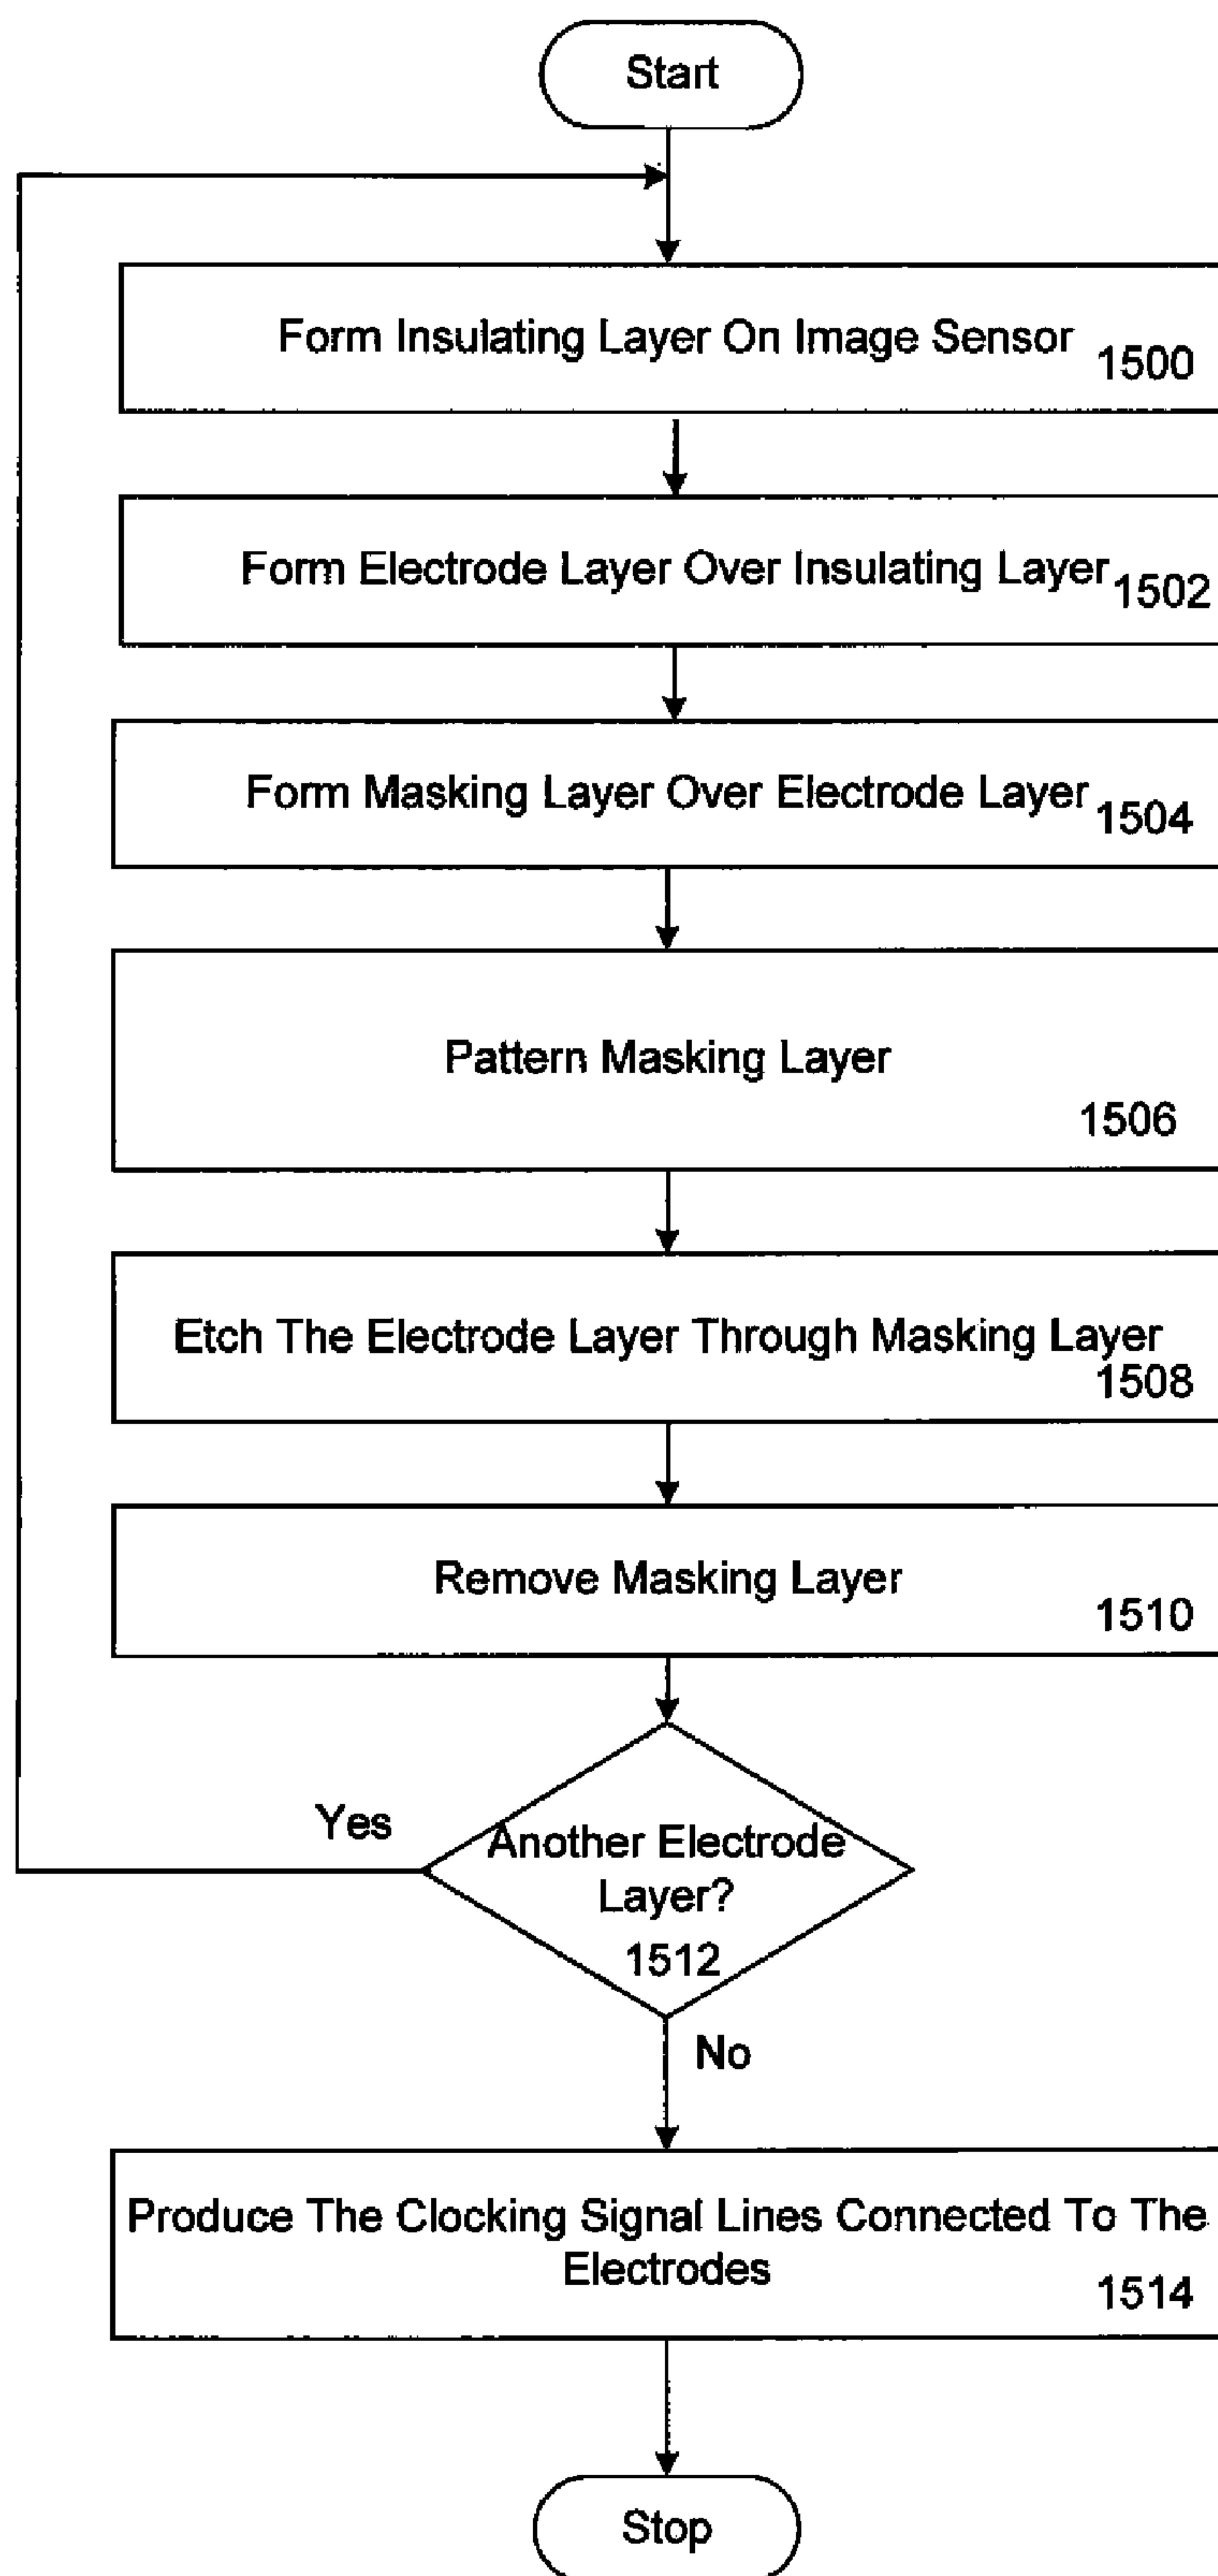 Start
Form Insulating Layer On Image Sensor
1500
Form Electrode Layer Over Insulating Layer
1502
Form Masking Layer Over Electrode Layer
1504
Pattern Masking Layer
1506
Etch The Electrode Layer Through Masking Layer
1508
Remove Masking Layer
1510
Yes
Another Electrode
Layer?
1512
No
Produce The Clocking Signal Lines Connected To The
Electrodes
1514
Stop